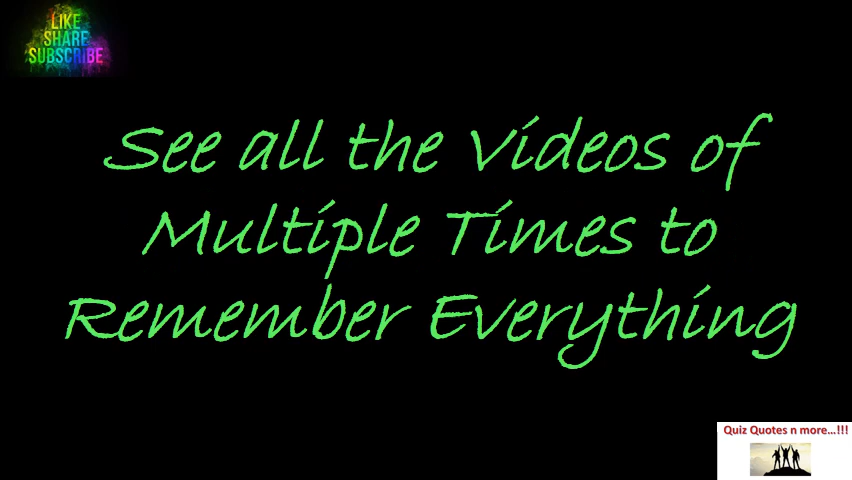 LIKE
SHARE
SUBSCRIBE
See all the Videos of
Multiple Times to
Remember Everything
Quiz Quotes n more...!!!